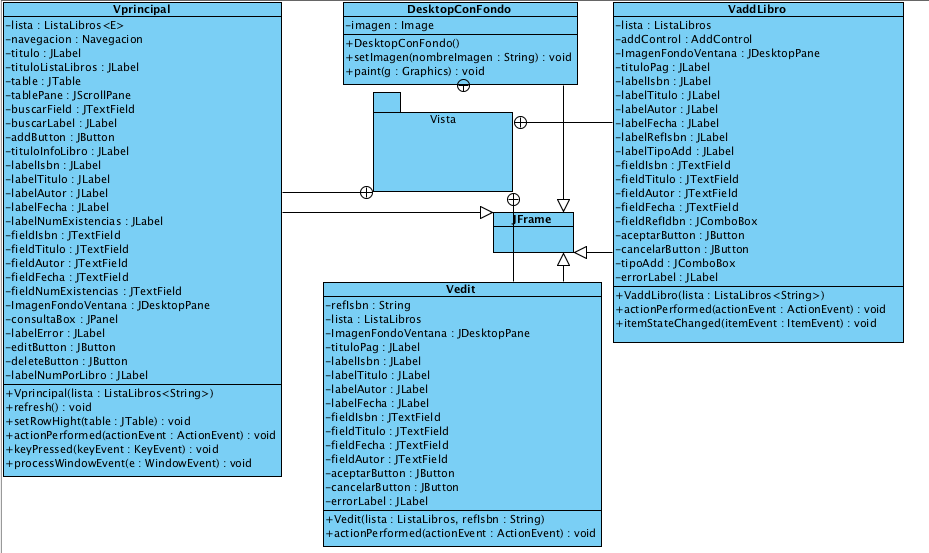 Vprincipal
-lista : ListaLibros<E>
-navegacion : Navegacion
-titulo : JLabel
-tituloListaLibros : JLabel
-table : JTable
-tablePane : JScrollPane
-buscarField : JTextField
-buscarLabel : JLabel
-addButton : JButton
-tituloInfoLibro : JLabel
-labelIsbn : JLabel
-labelTitulo : JLabel
-labelAutor : JLabel
-labelFecha : JLabel
-labelNumExistencias : JLabel
-fieldIsbn : JTextField
-fieldTitulo : JTextField
-fieldAutor : JTextField
-fieldFecha : JTextField
-fieldNumExistencias : JTextField
-ImagenFondoVentana : JDesktopPane
-consultaBox : JPanel
-labelError : JLabel
-editButton : JButton
-deleteButton : JButton
-labelNumPorLibro : JLabel
+Vprincipal(lista : ListaLibros<String>)
+refresh() : void
+setRowHight(table : JTable) : void
+actionPerformed(actionEvent : ActionEvent) : void
+keyPressed(keyEvent : KeyEvent) : void
+processWindowEvent(e : WindowEvent) : void
DesktopConFondo
-imagen : Image
+DesktopConFondo()
+setImagen(nombreImagen : String) : void
+paint(g : Graphics) : void
Vista
JFrame
Vedit
-refIsbn : String
-lista : ListaLibros
-ImagenFondoVentana : JDesktopPane
-tituloPag : JLabel
-labelIsbn : JLabel
-labelTitulo : JLabel
-labelAutor : JLabel
-labelFecha : JLabel
-fieldIsbn : JTextField
-fieldTitulo : JTextField
-fieldFecha : JTextField
-fieldAutor : JTextField
-aceptarButton : JButton
-cancelarButton : JButton
-errorLabel : JLabel
+Vedit(lista : ListaLibros, refIsbn : String)
+actionPerformed(actionEvent : ActionEvent) : void
VaddLibro
-lista : ListaLibros
-addControl : AddControl
-ImagenFondoVentana : JDesktopPane
-tituloPag : JLabel
-labelIsbn : JLabel
-labelTitulo : JLabel
-labelAutor : JLabel
-labelFecha : JLabel
-labelRefIsbn : JLabel
-labelTipoAdd : JLabel
-fieldIsbn : JTextField
-fieldTitulo : JTextField
-fieldAutor : JTextField
-fieldFecha : JTextField
-fieldRefIdbn : JComboBox
-aceptarButton : JButton
-cancelarButton : JButton
-tipoAdd : JComboBox
-errorLabel : JLabel
+VaddLibro(lista : ListaLibros<String>)
+actionPerformed(actionEvent : ActionEvent) : void
+itemStateChanged(itemEvent : ItemEvent) : void